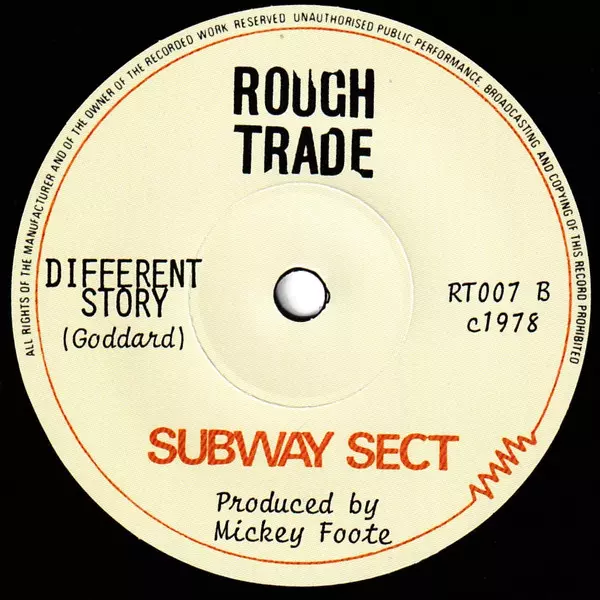 ALL RIGHTS OF THE MANUFACTURER AND OF THE OWNER OF THE RECORDED WORK RESERVED UNAUTHORISED PUBLIC PERFORMANCE, BROADCASTING AND COPYING OF THIS RECORD PROHIBITED
ROUGH
TRADE
DIFFERENT
STORY
(Goddard)
RT007 B
c1978
SUBWAY SECT
Produced by
Mickey Foote